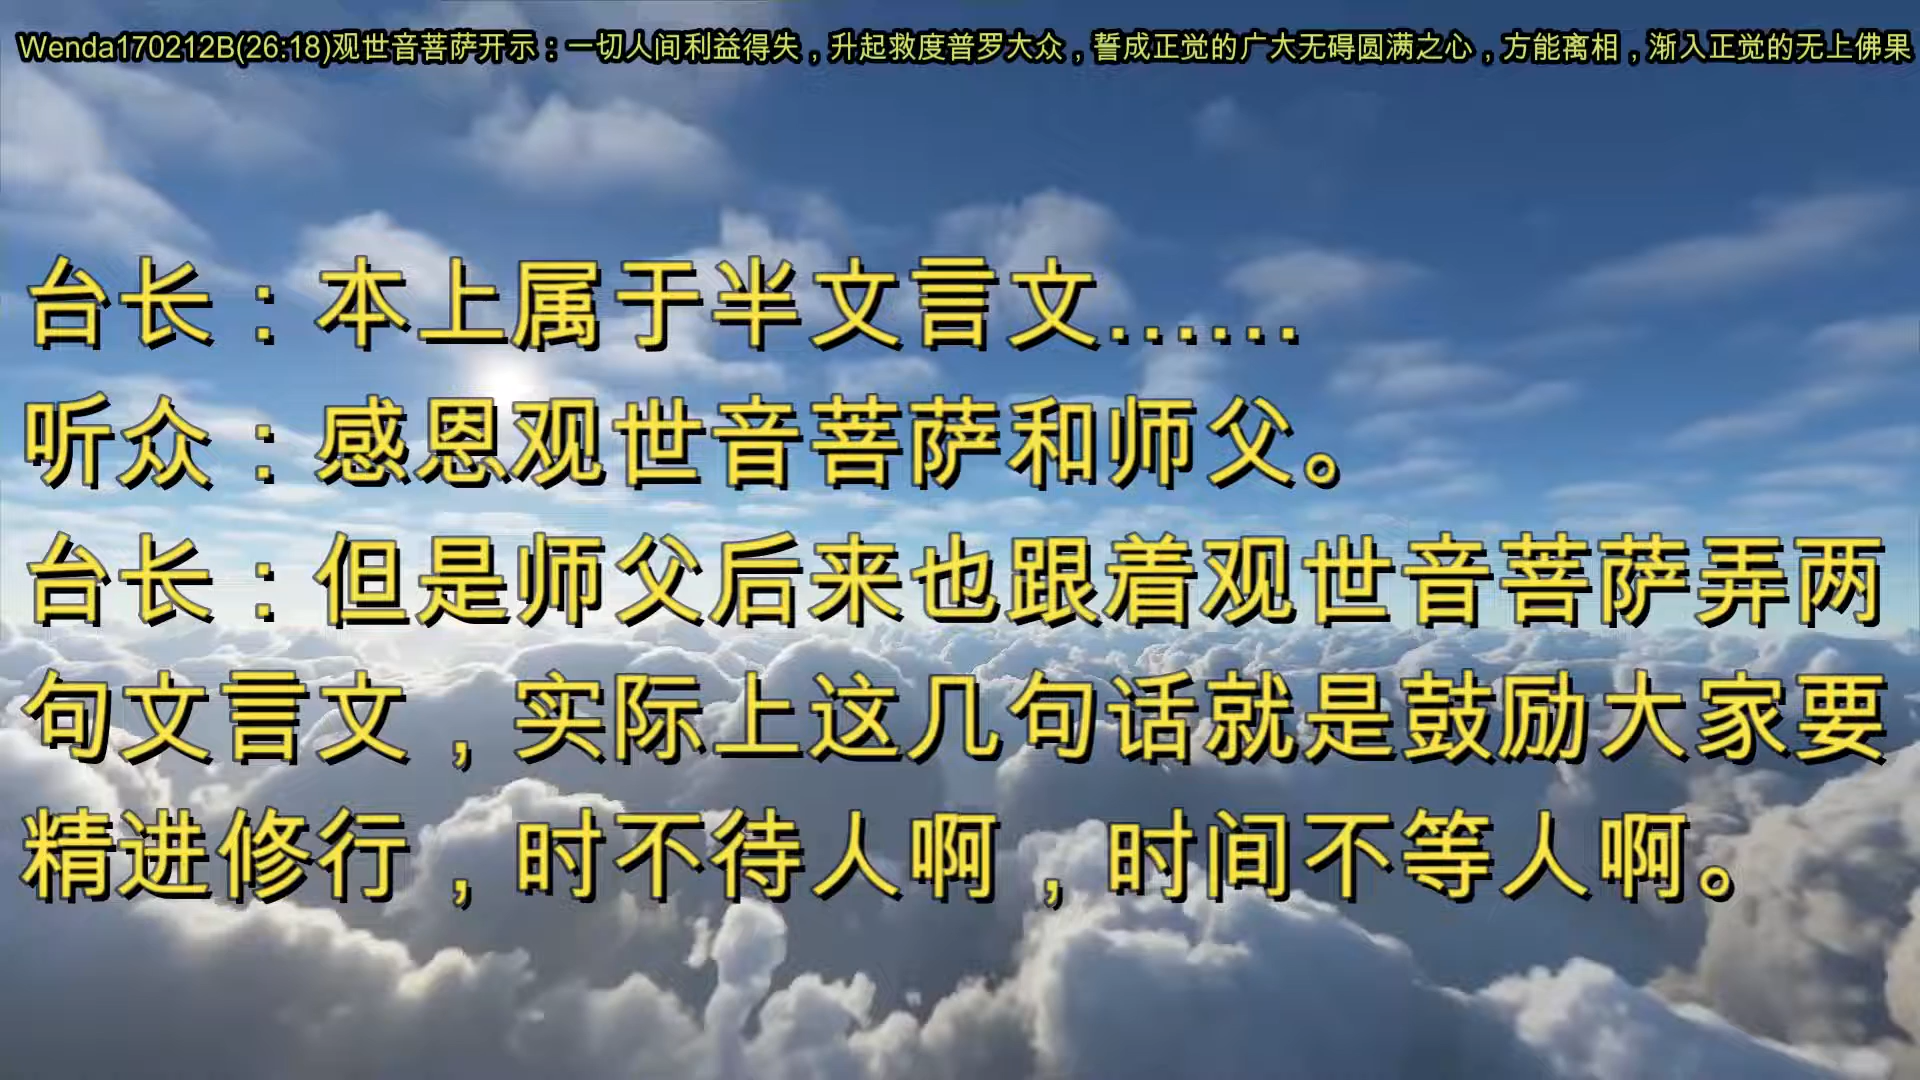 Wenda170212B(26:18)观世音菩萨开示：一切人间利益得失，升起救度普罗大众，誓成正觉的广大无碍圆满之心，方能离相，渐入正觉的无上佛果
台长：本上属于半文言文……
听众：感恩观世音菩萨和师父。
台长：但是师父后来也跟着观世音菩萨弄两
句文言文，实际上这几句话就是鼓励大家要
精进修行，时不待人啊，时间不等人啊。